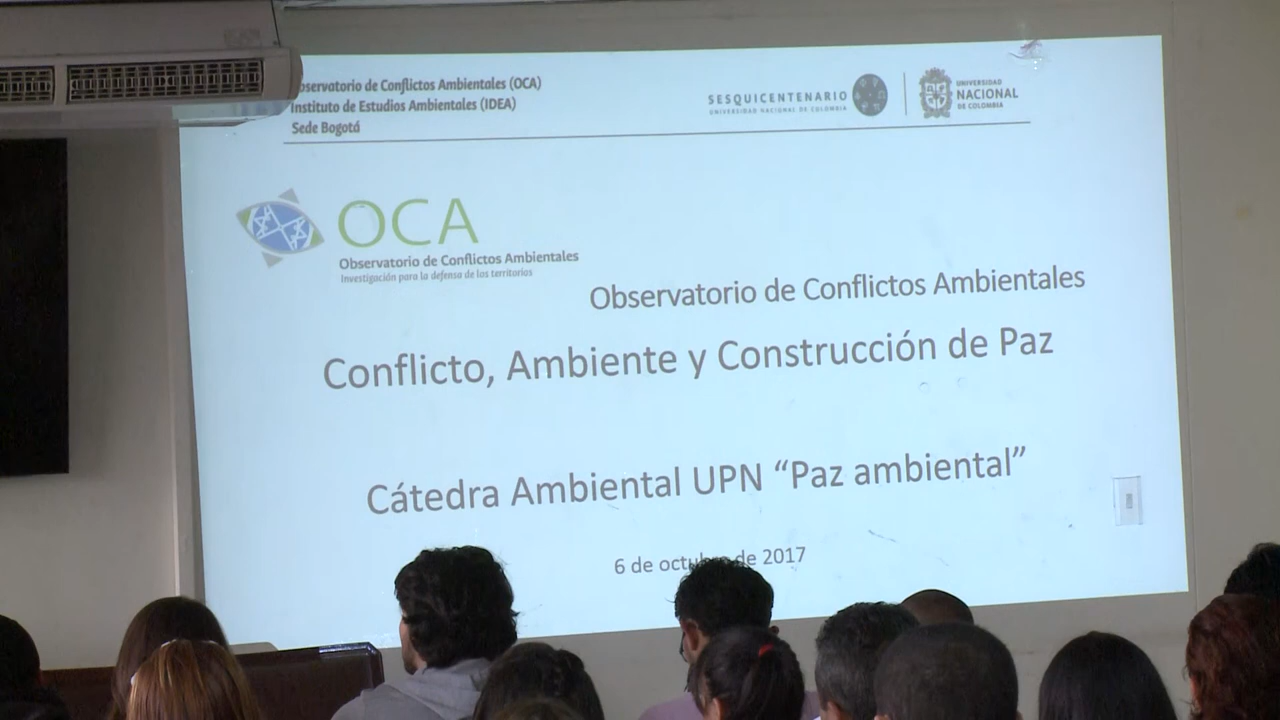 bservatorio de Conflictos Ambientales (OCA)
Instituto de Estudios Ambientales (IDEA)
Sede Bogotá
SESQUICENTENARIO
UNIVERSIDAD NACIONAL DE COLOMBIA
UNIVERSIDAD
NACIONAL
DE COLOMBIA
OCA
Observatorio de Conflictos Ambientales
Investigación para la defensa de los territorios
Observatorio de Conflictos Ambientales
Conflicto, Ambiente y Construcción de Paz
Cátedra Ambiental UPN “Paz ambiental”
6 de octubre de 2017